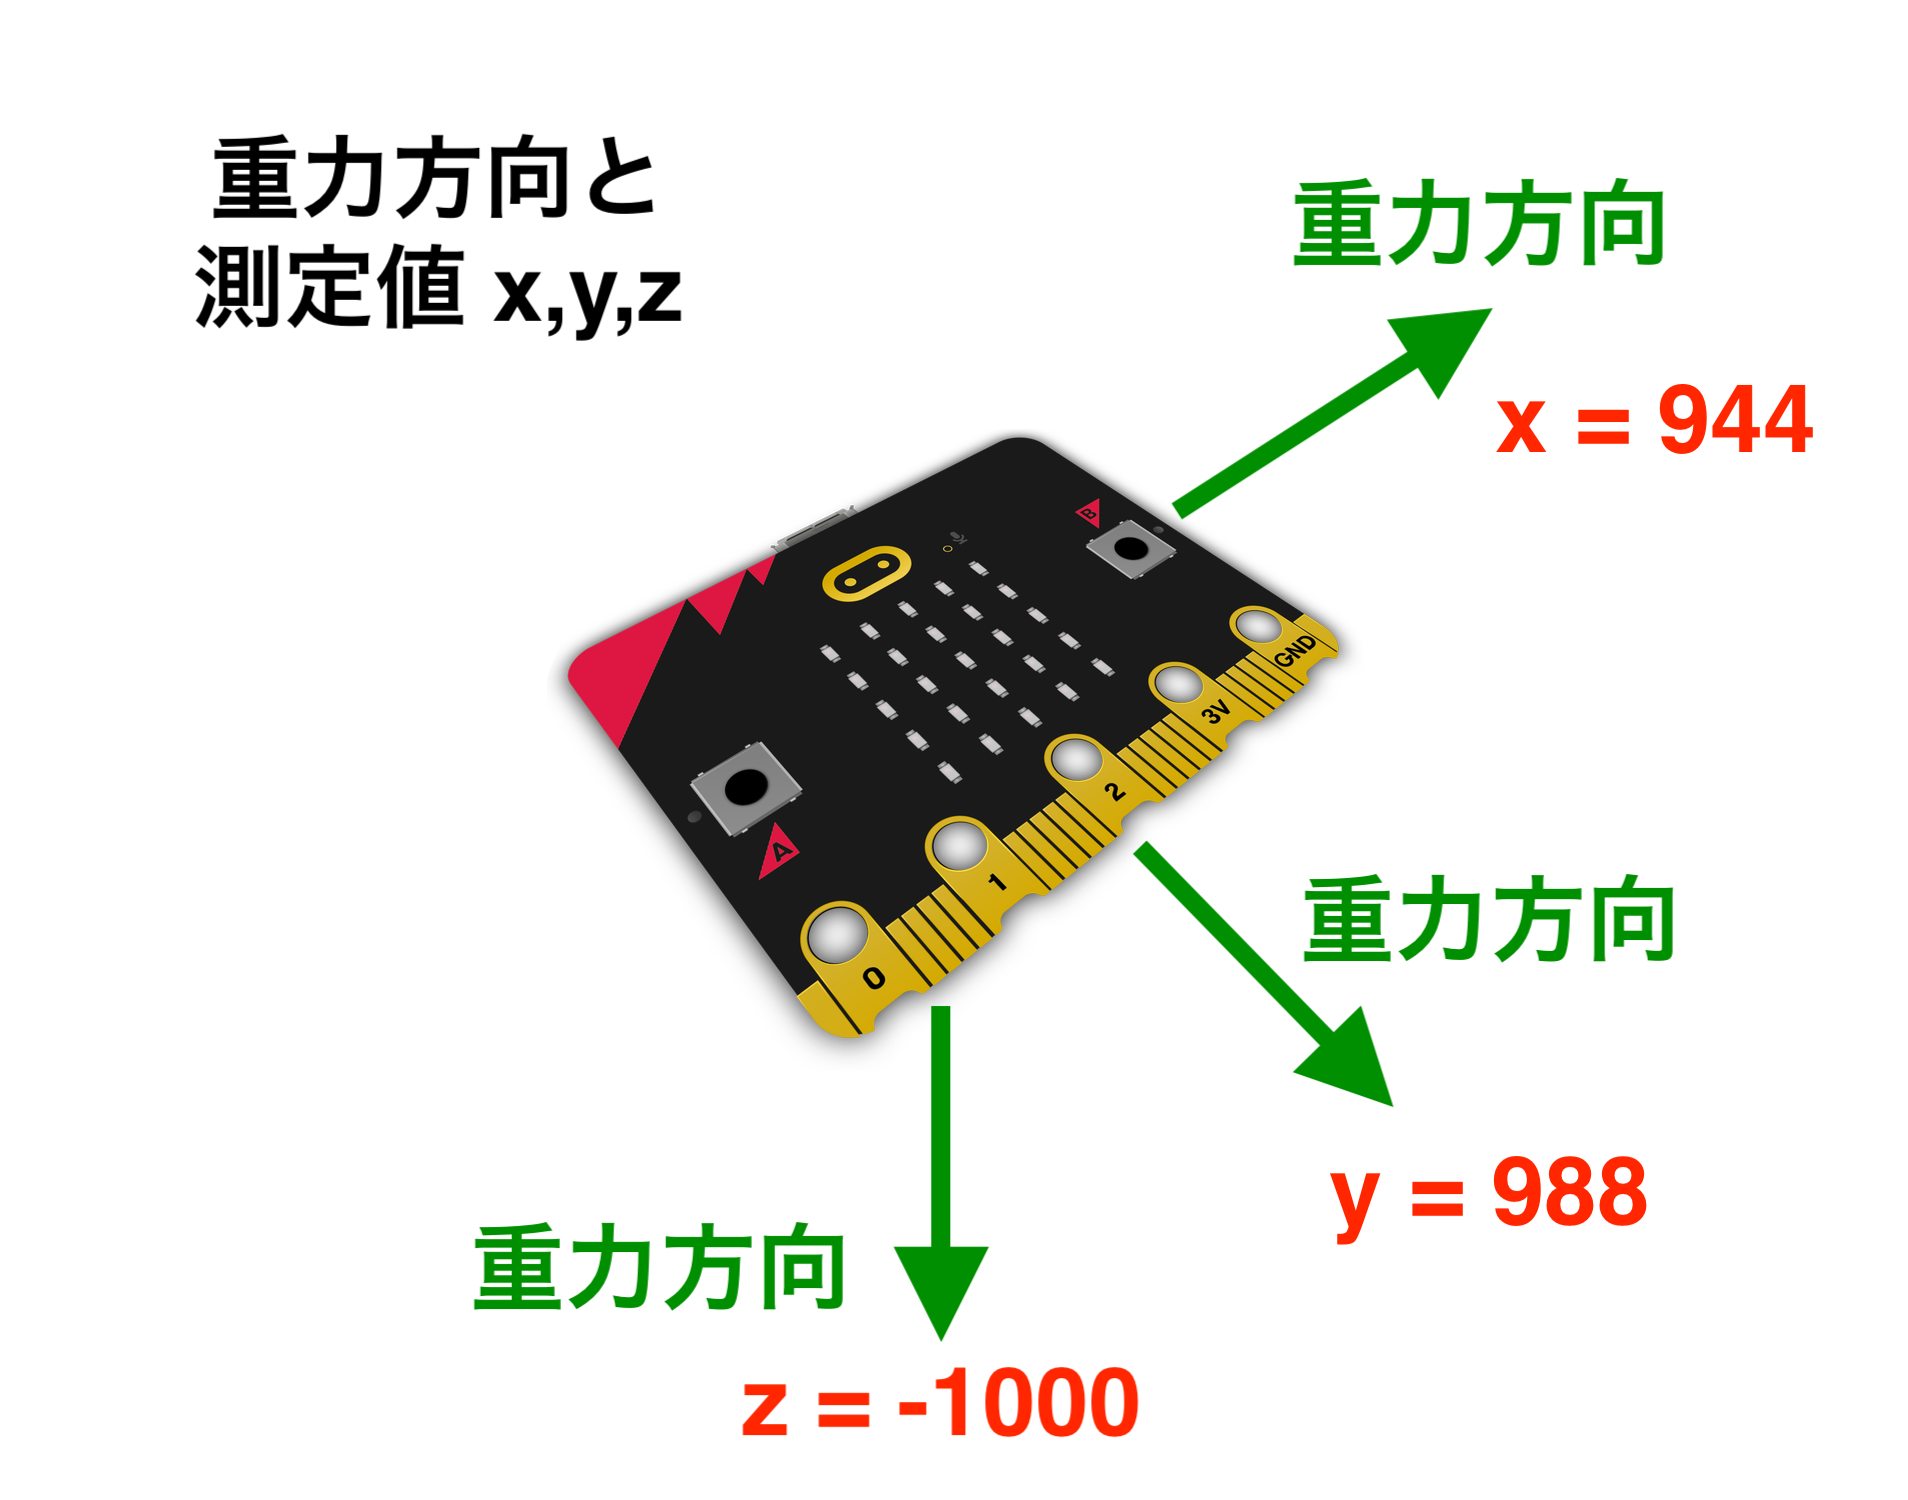 重力方向と
測定値 x,y,z
重力方向
x = 944
B
GND
3V
2
A
1
0
重力方向
y = 988
重力方向
z = -1000